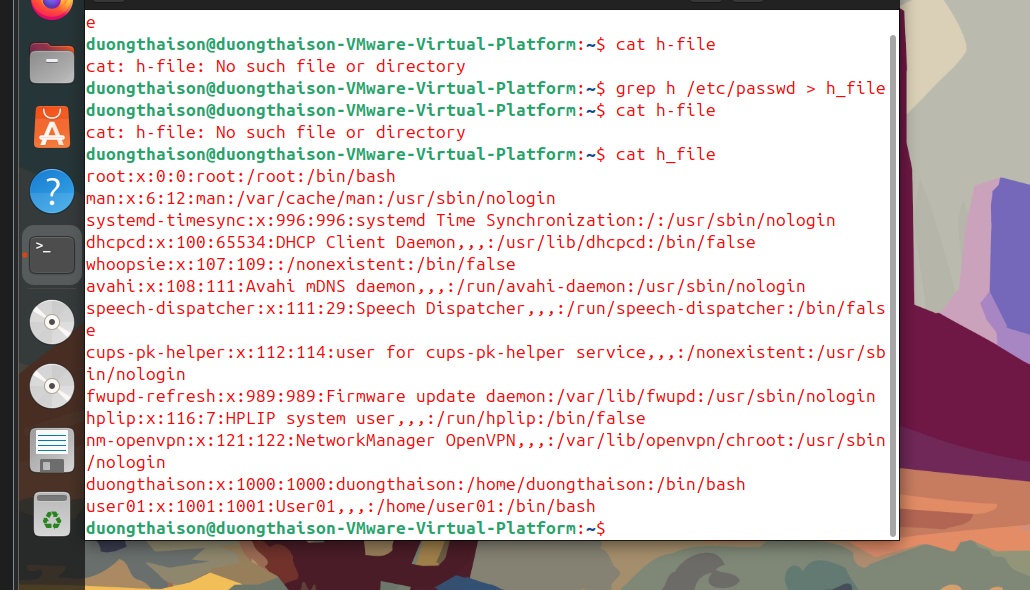 e
duongthaison@duongthaison-VMware-Virtual-Platform:~$ cat h-file
cat: h-file: No such file or directory
duongthaison@duongthaison-VMware-Virtual-Platform:~$ grep h /etc/passwd > h_file
duongthaison@duongthaison-VMware-Virtual-Platform:~$ cat h-file
cat: h-file: No such file or directory
duongthaison@duongthaison-VMware-Virtual-Platform:~$ cat h_file
root:x:0:0:root:/root:/bin/bash
man:x:6:12:man:/var/cache/man:/usr/sbin/nologin
systemd-timesync:x:996:996:systemd Time Synchronization:/:/usr/sbin/nologin
dhcpcd:x:100:65534:DHCP Client Daemon,,,:/usr/lib/dhcpcd:/bin/false
whoopsie:x:107:109::/nonexistent:/bin/false
avahi:x:108:111:Avahi mDNS daemon,,,:/run/avahi-daemon:/usr/sbin/nologin
speech-dispatcher:x:111:29:Speech Dispatcher,,,:/run/speech-dispatcher:/bin/fals
e
cups-pk-helper:x:112:114:user for cups-pk-helper service,,,:/nonexistent:/usr/sb
in/nologin
fwupd-refresh:x:989:989:Firmware update daemon:/var/lib/fwupd:/usr/sbin/nologin
hplip:x:116:7:HPLIP system user,,,:/run/hplip:/bin/false
nm-openvpn:x:121:122:NetworkManager OpenVPN,,,:/var/lib/openvpn/chroot:/usr/sbin
/nologin
duongthaison:x:1000:1000:duongthaison:/home/duongthaison:/bin/bash
user01:x:1001:1001:User01,,,:/home/user01:/bin/bash
duongthaison@duongthaison-VMware-Virtual-Platform:~$